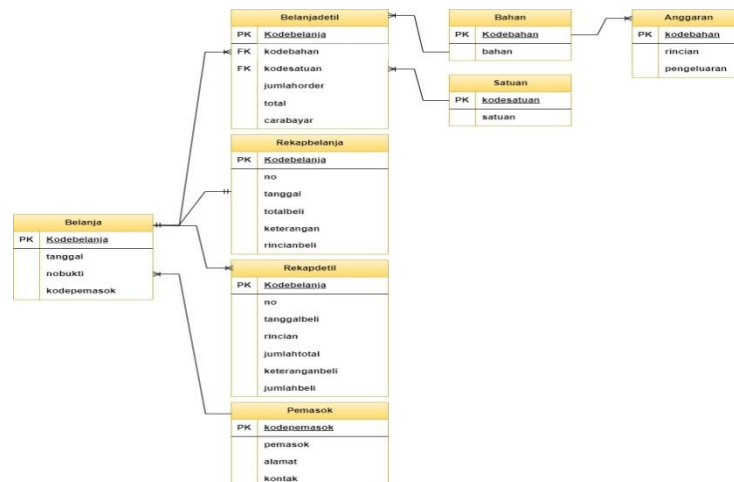 Belanjadetil
PK Kodebelanja
FK kodebahan
FK kodesatuan
jumlahorder
total
carabayar
Bahan
PK Kodebahan
bahan
Anggaran
PK kodebahan
rincian
pengeluaran
Satuan
PK kodesatuan
satuan
Rekapbelanja
PK Kodebelanja
no
tanggal
totalbeli
keterangan
rincianbeli
Belanja
PK Kodebelanja
tanggal
nobukti
kodepemasok
Rekapdetil
PK Kodebelanja
no
tanggalbeli
rincian
jumlahtotal
keteranganbeli
jumlahbeli
Pemasok
PK kodepemasok
pemasok
alamat
kontak